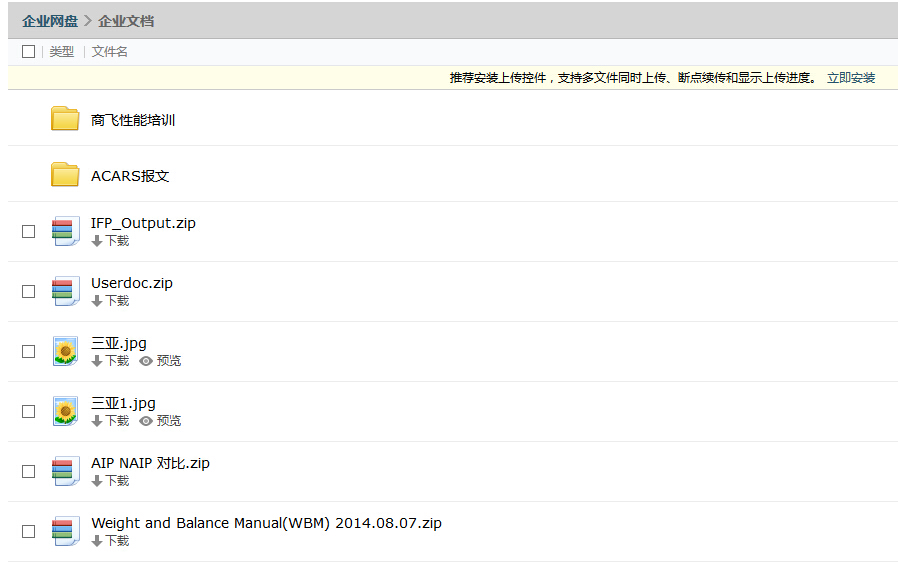 企业网盘 > 企业文档
类型 文件名
推荐安装上传控件，支持多文件同时上传、断点续传和显示上传进度。 立即安装
商飞性能培训
ACARS报文
IFP_Output.zip
下载
Userdoc.zip
下载
三亚.jpg
下载 预览
三亚1.jpg
下载 预览
AIP NAIP 对比.zip
下载
Weight and Balance Manual(WBM) 2014.08.07.zip
下载